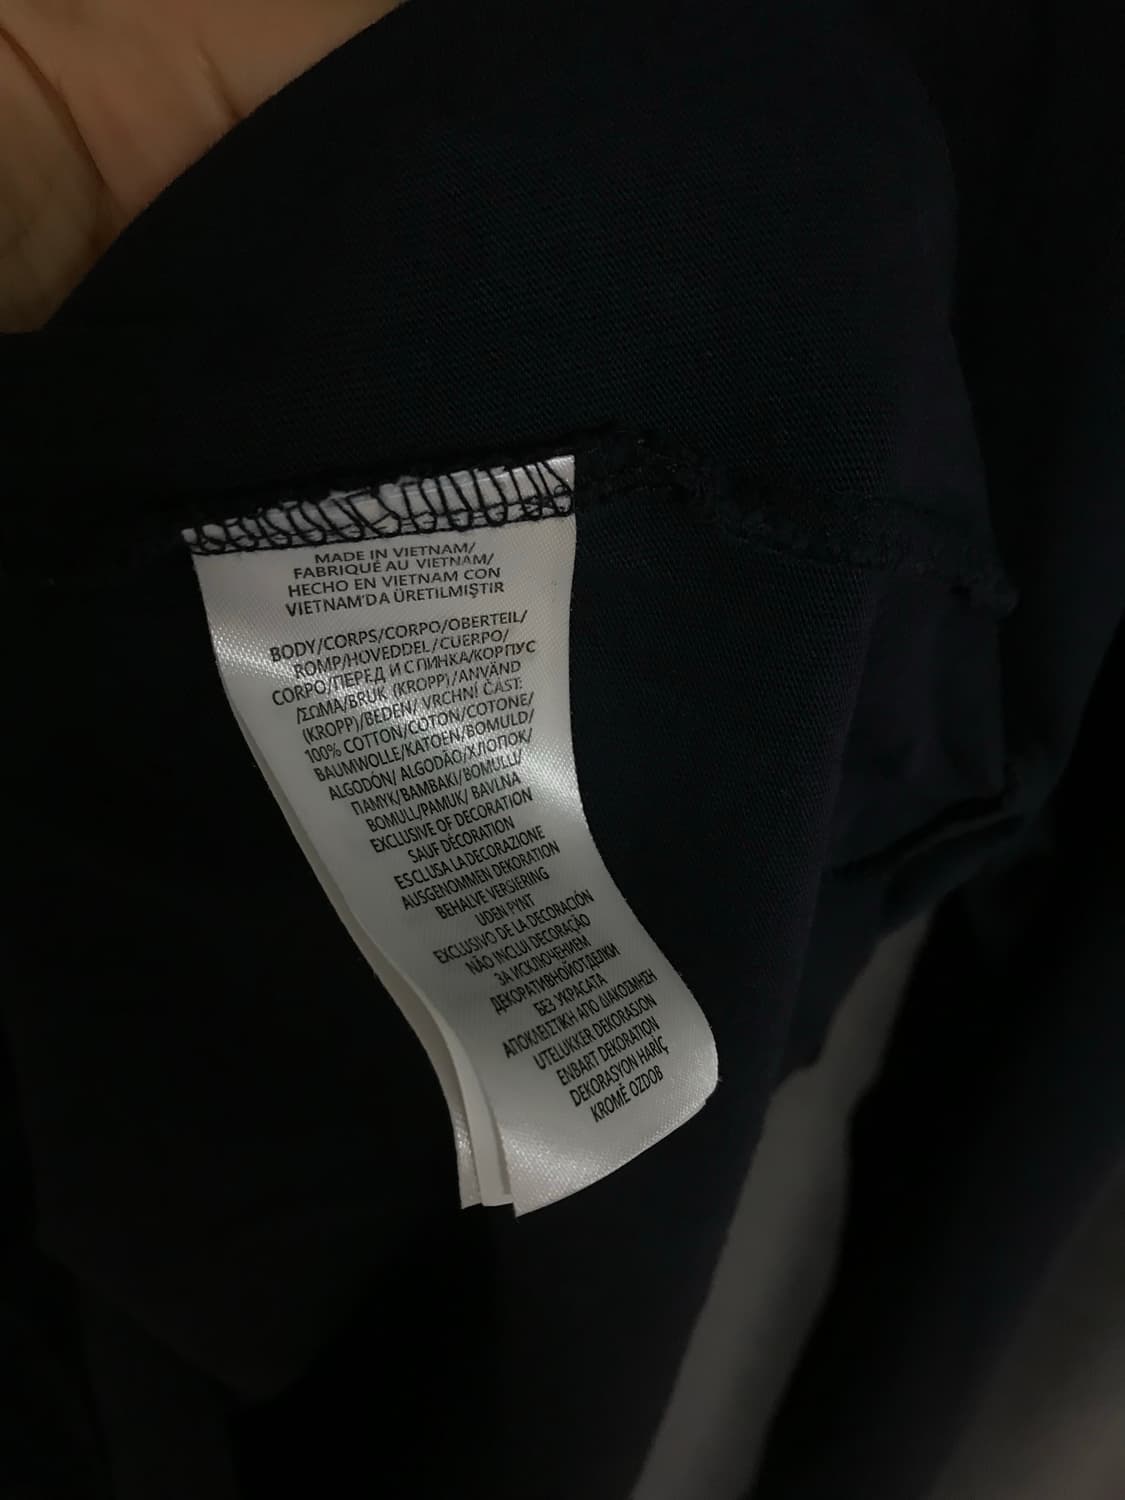 MADE IN VIETNAM/
FABRIQUÉ AU VIETNAM/
HECHO EN VIETNAM CON
VIETNAM'DA ÜRETILMIŞTIR
BODY/CORPS/CORPO/OBERTEIL/
ROMP/HOVEDDEL/CUERPO/
CORPO/ПЕРЕД И СПИНКА/КОРПУС
/ΣΩΜΑ/BRUK (KROPP)/ANVÄND
(KROPP)/BEDEN/ VRCHNÍ ČÁST:
100% COTTON/COTON/COTONE/
BAUMWOLLE/KATOEN/BOMULD/
ALGODÓN/ ALGODÃO/ХЛОПОК/
ПАМУК/ΒΑΜΒΑΚΙ/BOMULL/
BOMULL/PAMUK/ BAVLNA
EXCLUSIVE OF DECORATION
SAUF DÉCORATION
ESCLUSA LA DECORAZIONE
AUSGENOMMEN DEKORATION
BEHALVE VERSIERING
UDEN PYNT
EXCLUSIVO DE LA DECORACIÓN
NÃO INCLUI DECORAÇÃO
ЗА ИСКЛЮЧЕНИЕМ
ДЕКОРАТИВНОЙОТДЕЛКИ
БЕЗ УКРАСАТА
ΑΠΟΚΛΕΙΣΤΙΚΗ ΑΠΟ ΔΙΑΚΟΣΜΗΣΗ
UTELUKKER DEKORASJON
ENBART DEKORATION
DEKORASYON HARIÇ
KROMĚ OZDOB